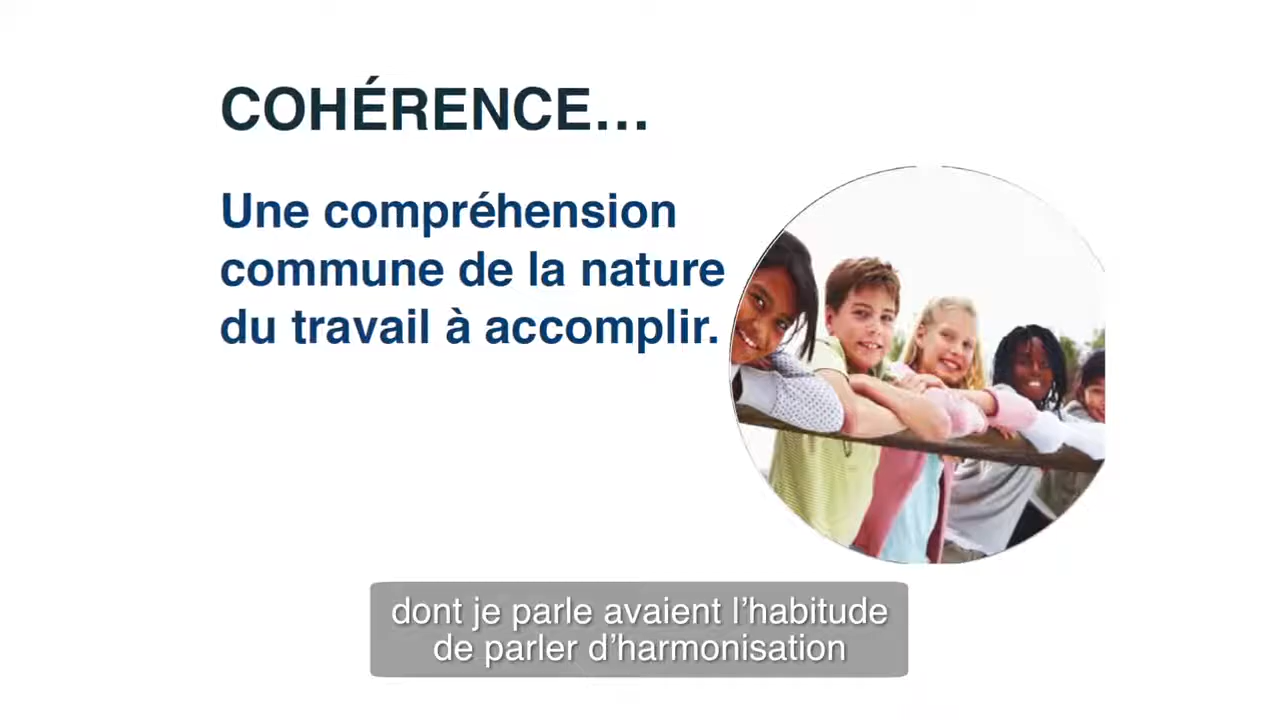 COHÉRENCE...
Une compréhension
commune de la nature
du travail à accomplir.
dont je parle avaient l’habitude
de parler d’harmonisation